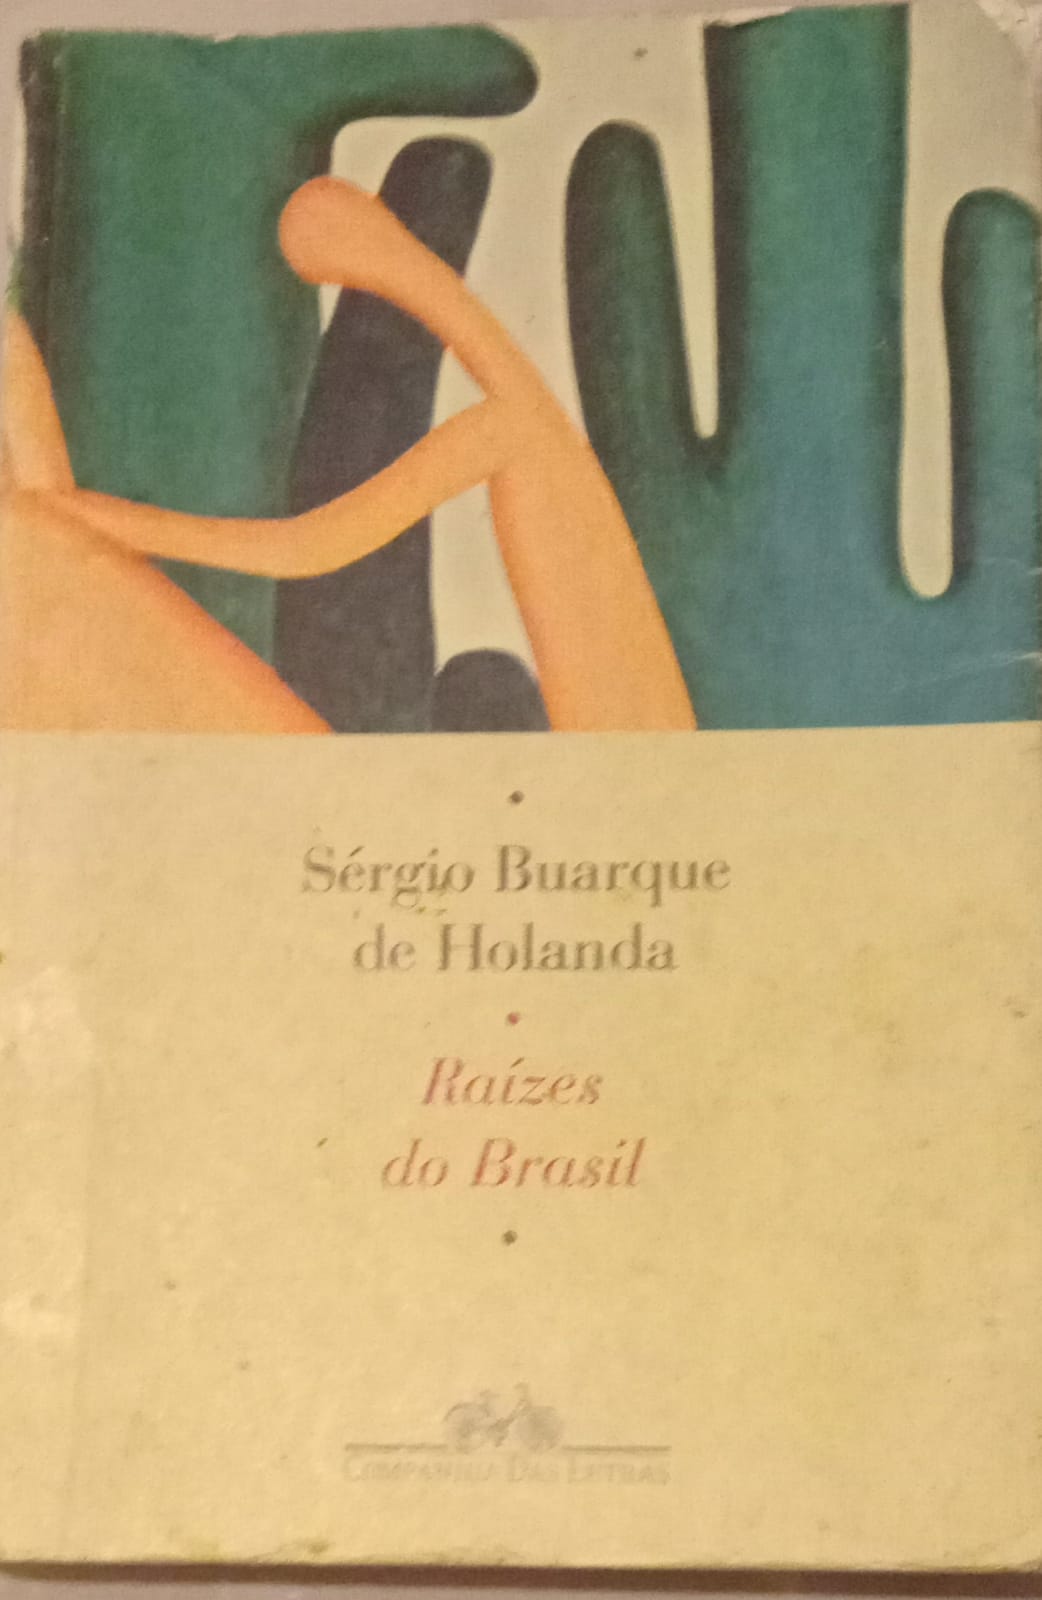 Sérgio Buarque
de Holanda
Raízes
do Brasil
COMPANHIA DAS LETRAS